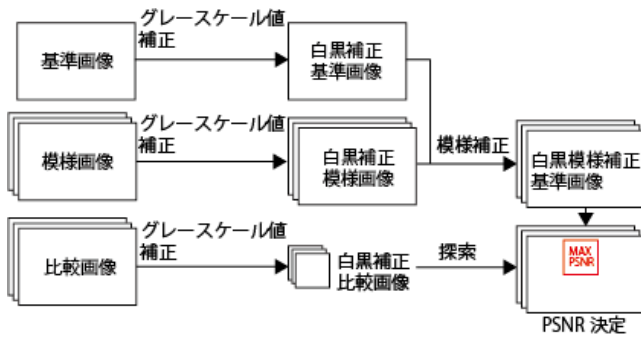 基準画像
グレースケール値
補正
白黒補正
基準画像
模様画像
グレースケール値
補正
白黒補正
模様画像
模様補正
白黒模様補正
基準画像
比較画像
グレースケール値
補正
白黒補正
比較画像
探索
MAX
PSNR
PSNR 決定